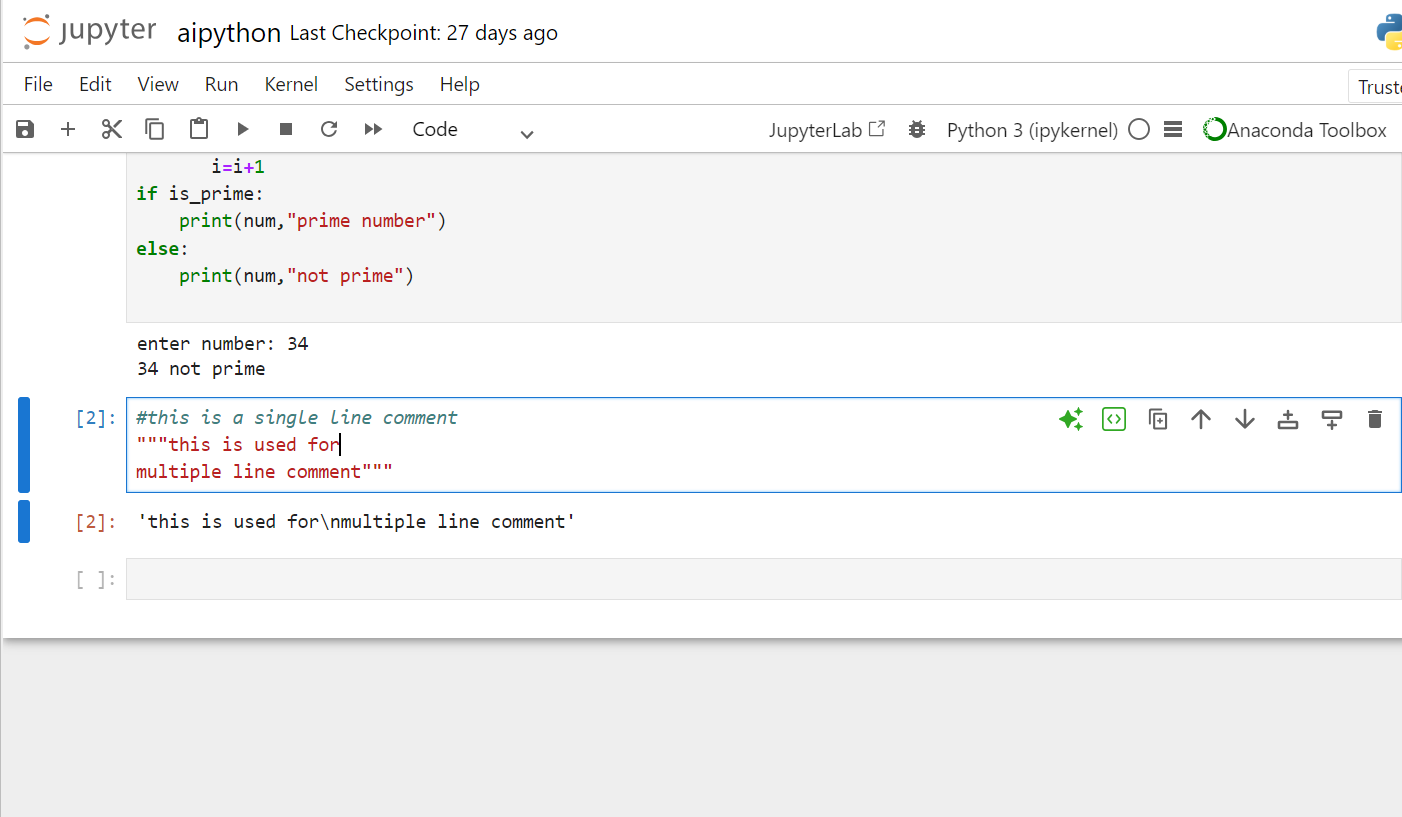 jupyter aipython Last Checkpoint: 27 days ago
File Edit View Run Kernel Settings Help
Truste
Code JupyterLab Python 3 (ipykernel) Anaconda Toolbox
i=i+1
if is_prime:
print(num,"prime number")
else:
print(num,"not prime")
enter number: 34
34 not prime
[2]: #this is a single line comment
"""this is used for
multiple line comment"""
[2]: 'this is used for\nmultiple line comment'
[ ]: